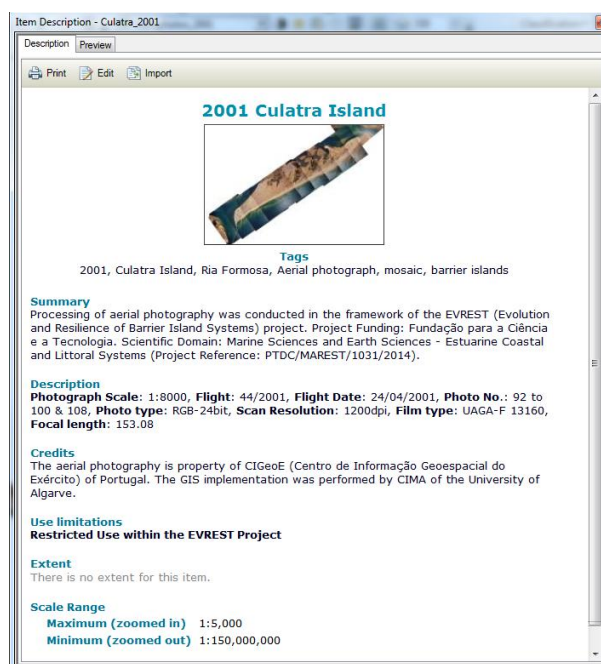 Item Description - Culatra_2001
Description Preview
Print Edit Import
2001 Culatra Island
Tags
2001, Culatra Island, Ria Formosa, Aerial photograph, mosaic, barrier islands
Summary
Processing of aerial photography was conducted in the framework of the EVREST (Evolution
and Resilience of Barrier Island Systems) project. Project Funding: Fundação para a Ciência
e a Tecnologia. Scientific Domain: Marine Sciences and Earth Sciences - Estuarine Coastal
and Littoral Systems (Project Reference: PTDC/MAREST/1031/2014).
Description
Photograph Scale: 1:8000, Flight: 44/2001, Flight Date: 24/04/2001, Photo No.: 92 to
100 & 108, Photo type: RGB-24bit, Scan Resolution: 1200dpi, Film type: UAGA-F 13160,
Focal length: 153.08
Credits
The aerial photography is property of CIGeoE (Centro de Informação Geoespacial do
Exército) of Portugal. The GIS implementation was performed by CIMA of the University of
Algarve.
Use limitations
Restricted Use within the EVREST Project
Extent
There is no extent for this item.
Scale Range
Maximum (zoomed in) 1:5,000
Minimum (zoomed out) 1:150,000,000